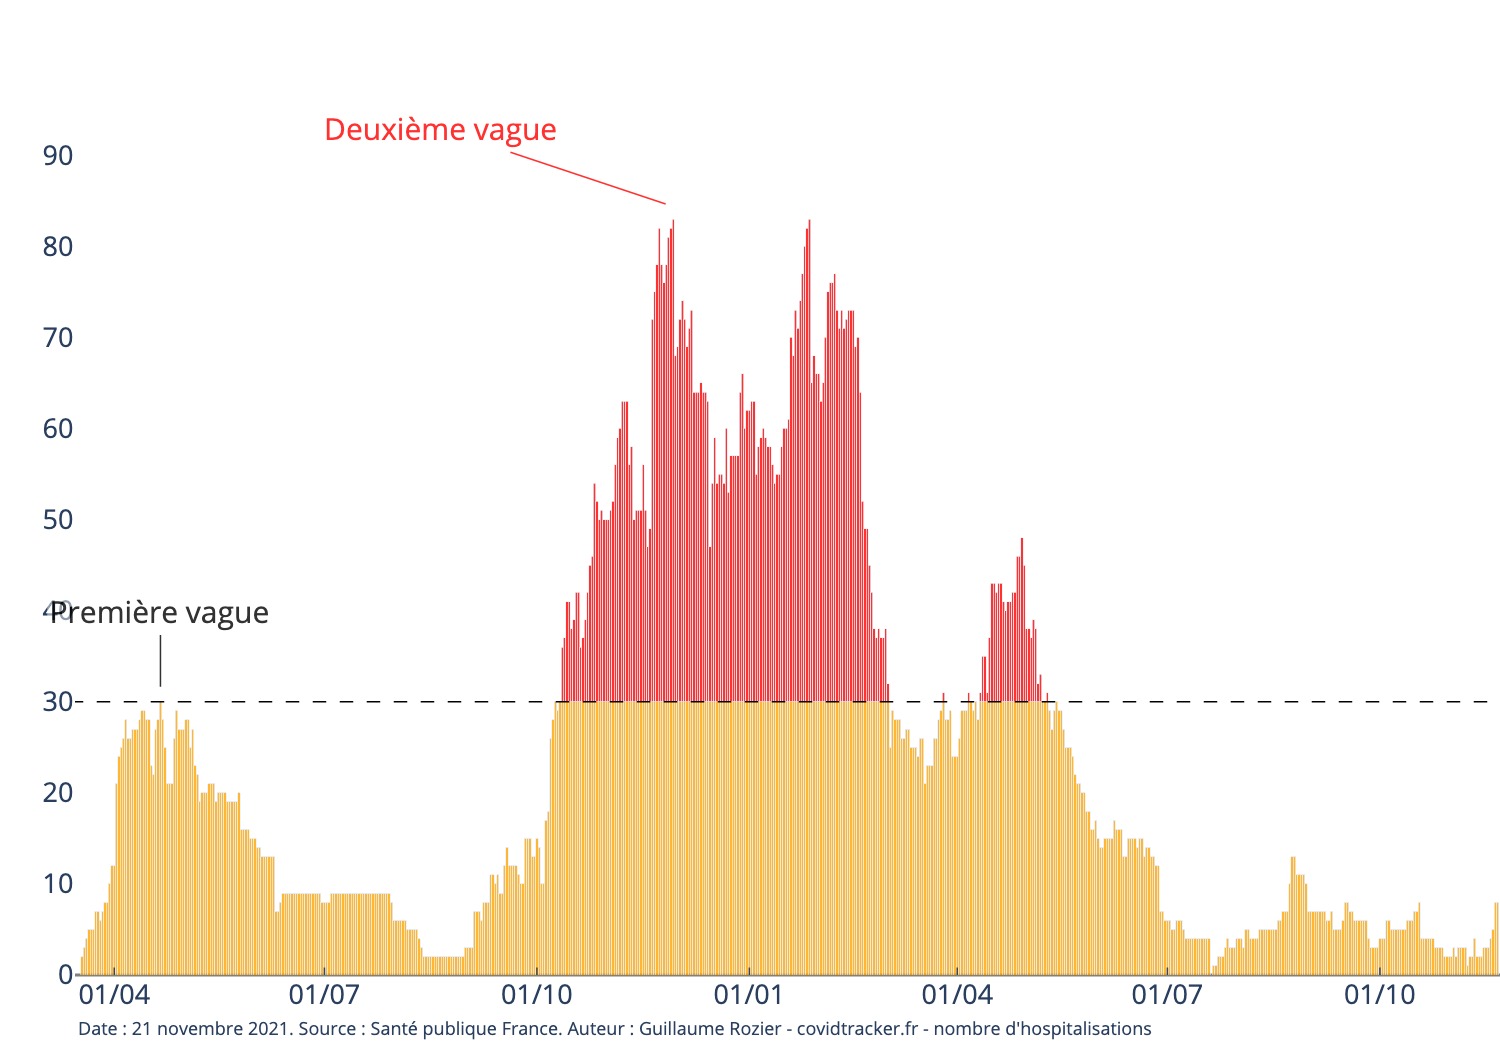 Deuxième vague
90
80
70
60
50
40
Première vague
30
20
10
0
01/04 01/07 01/10 01/01 01/04 01/07 01/10
Date : 21 novembre 2021. Source : Santé publique France. Auteur : Guillaume Rozier - covidtracker.fr - nombre d'hospitalisations